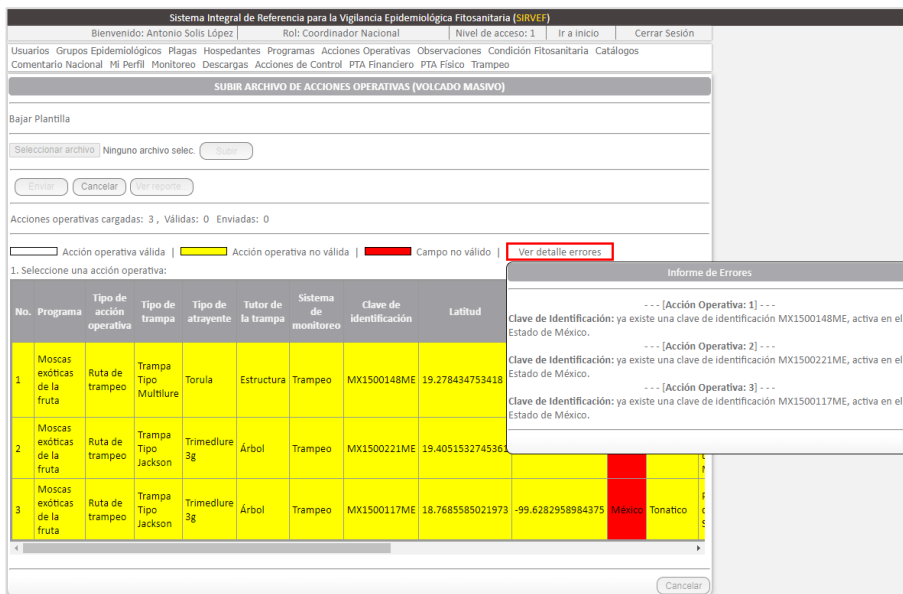 Sistema Integral de Referencia para la Vigilancia Epidemiológica Fitosanitaria (SIRVEF)
Bienvenido: Antonio Solis López
Rol: Coordinador Nacional
Nivel de acceso: 1
Ir a inicio
Cerrar Sesión
Usuarios Grupos Epidemiológicos Plagas Hospedantes Programas Acciones Operativas Observaciones Condición Fitosanitaria Catálogos
Comentario Nacional Mi Perfil Monitoreo Descargas Acciones de Control PTA Financiero PTA Físico Trampeo
SUBIR ARCHIVO DE ACCIONES OPERATIVAS (VOLCADO MASIVO)
Bajar Plantilla
Seleccionar archivo Ninguno archivo selec. Subir
Enviar Cancelar Ver reporte
Acciones operativas cargadas: 3 , Válidas: 0 Enviadas: 0
Acción operativa válida | Acción operativa no válida | Campo no válido | Ver detalle errores
1. Seleccione una acción operativa:
No. Programa Tipo de acción operativa Tipo de trampa Tipo de atrayente Tutor de la trampa Sistema de monitoreo Clave de identificación Latitud
1 Moscas exóticas de la fruta Ruta de trampeo Trampa Tipo Multilure Torula Estructura Trampeo MX1500148ME 19.278434753418
2 Moscas exóticas de la fruta Ruta de trampeo Trampa Tipo Jackson Trimedlure 3g Árbol Trampeo MX1500221ME 19.4051532745361
3 Moscas exóticas de la fruta Ruta de trampeo Trampa Tipo Jackson Trimedlure 3g Árbol Trampeo MX1500117ME 18.7685585021973 -99.6282958984375 México Tonatico
Informe de Errores
- - - [Acción Operativa: 1] - - -
Clave de Identificación: ya existe una clave de identificación MX1500148ME, activa en el
Estado de México.
- - - [Acción Operativa: 2] - - -
Clave de Identificación: ya existe una clave de identificación MX1500221ME, activa en el
Estado de México.
- - - [Acción Operativa: 3] - - -
Clave de Identificación: ya existe una clave de identificación MX1500117ME, activa en el
Estado de México.
Cancelar